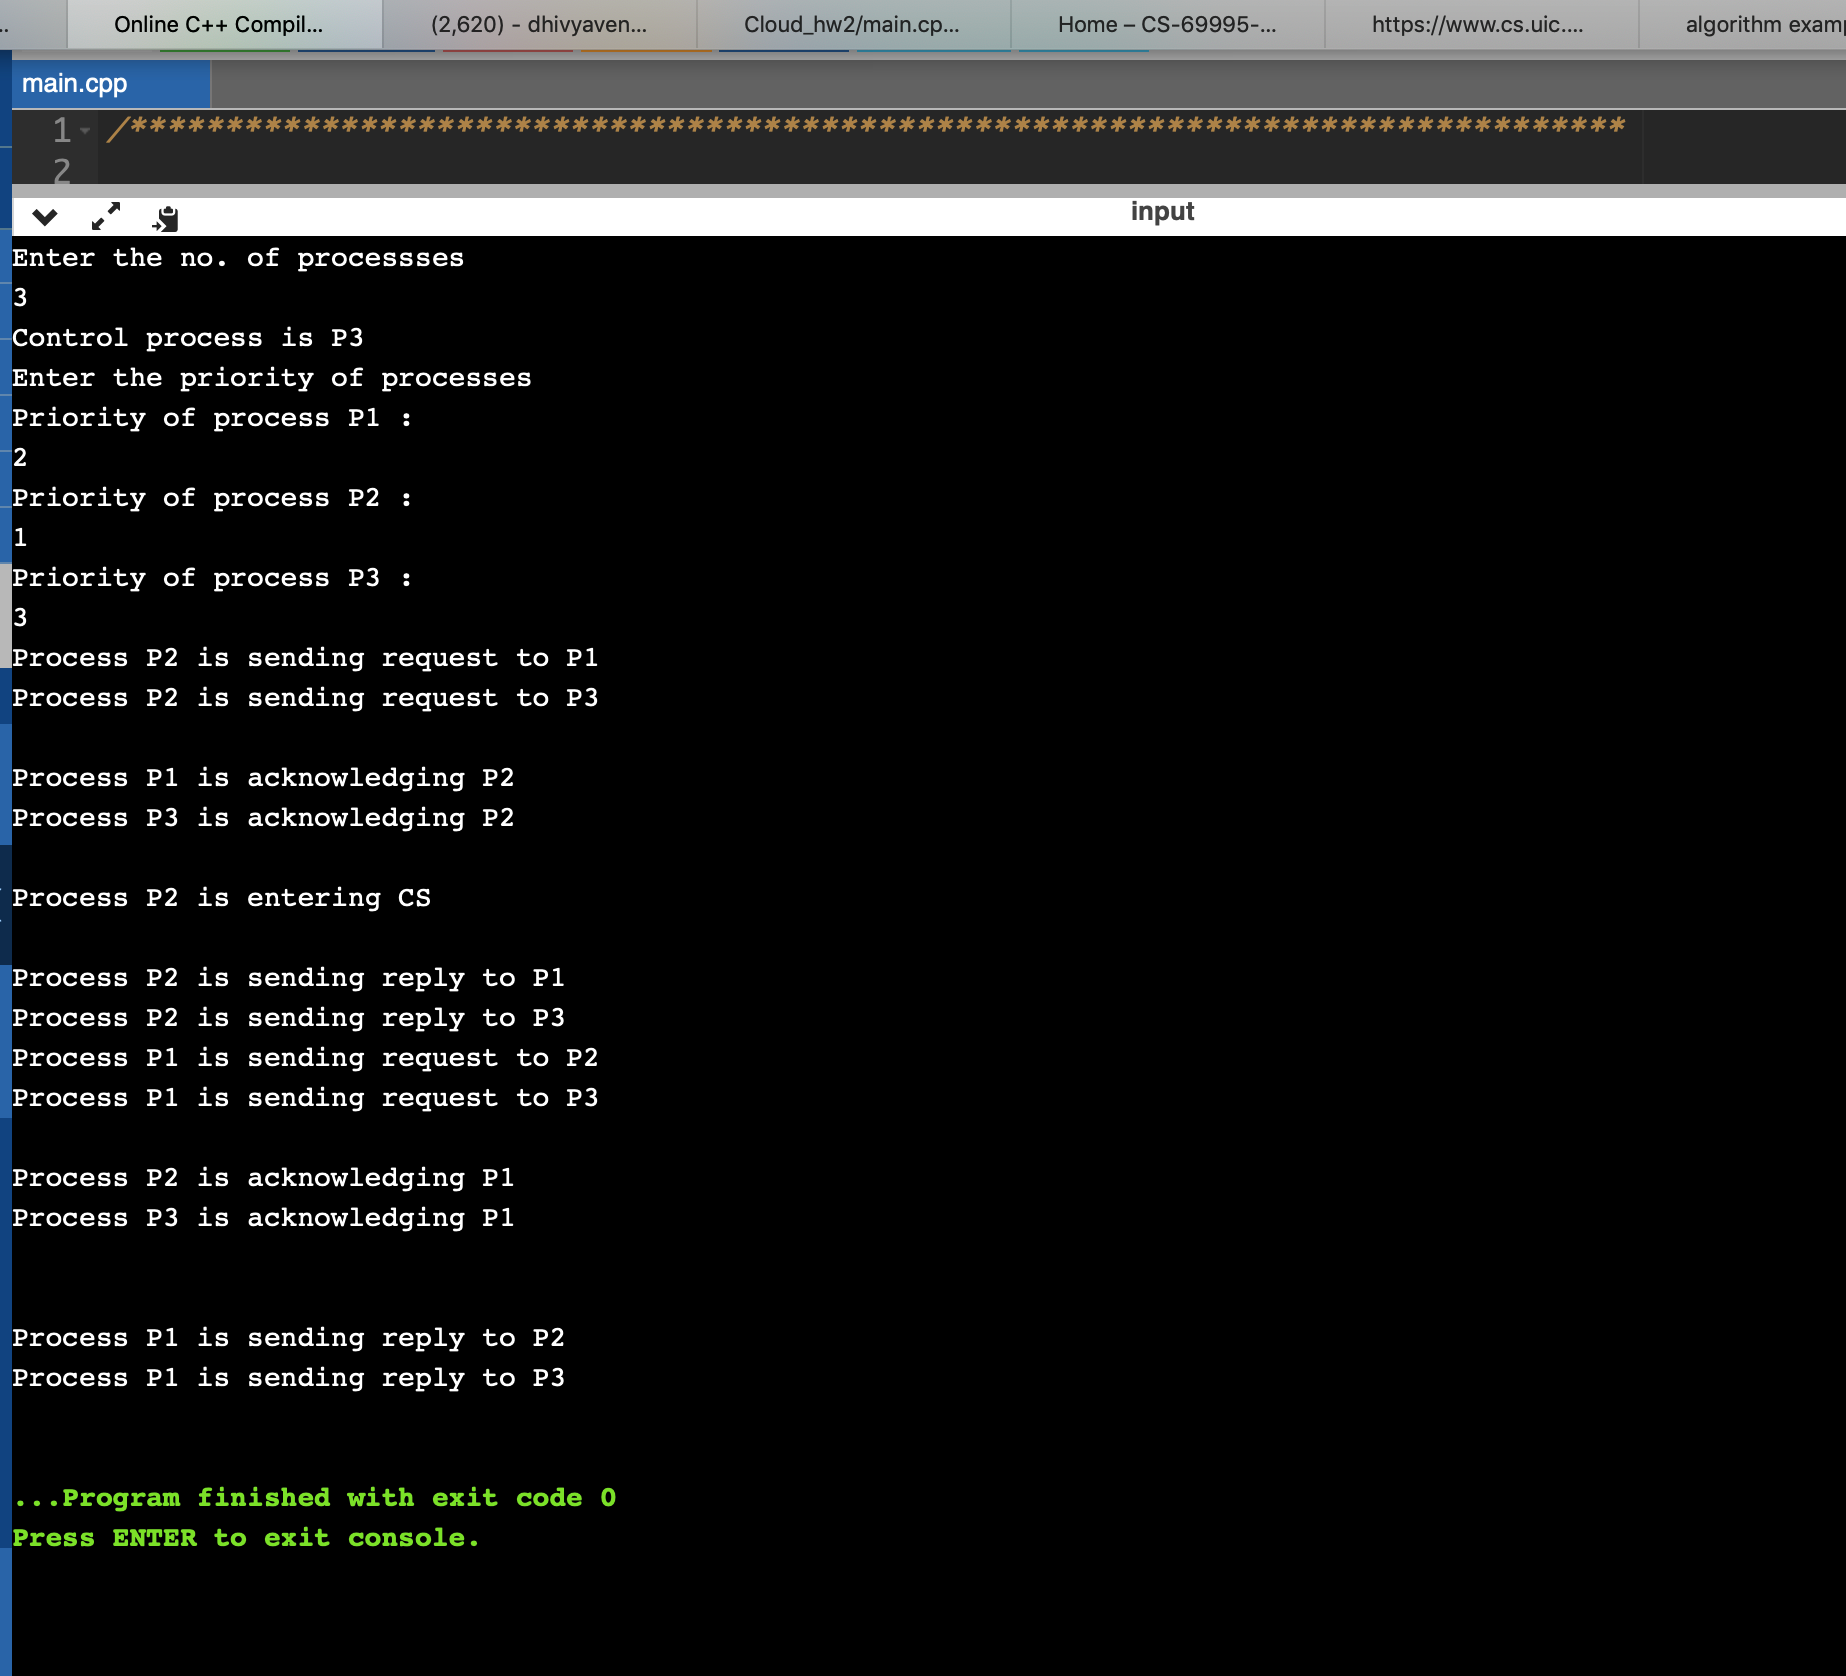 ..
Online C++ Compil...
(2,620) - dhivyaven...
Cloud_hw2/main.cp...
Home – CS-69995-...
https://www.cs.uic....
algorithm exam
main.cpp
1 /******************************************************************************
2
input
Enter the no. of processses
3
Control process is P3
Enter the priority of processes
Priority of process P1 :
2
Priority of process P2 :
1
Priority of process P3 :
3
Process P2 is sending request to P1
Process P2 is sending request to P3
Process P1 is acknowledging P2
Process P3 is acknowledging P2
Process P2 is entering CS
Process P2 is sending reply to P1
Process P2 is sending reply to P3
Process P1 is sending request to P2
Process P1 is sending request to P3
Process P2 is acknowledging P1
Process P3 is acknowledging P1
Process P1 is sending reply to P2
Process P1 is sending reply to P3
...Program finished with exit code 0
Press ENTER to exit console.